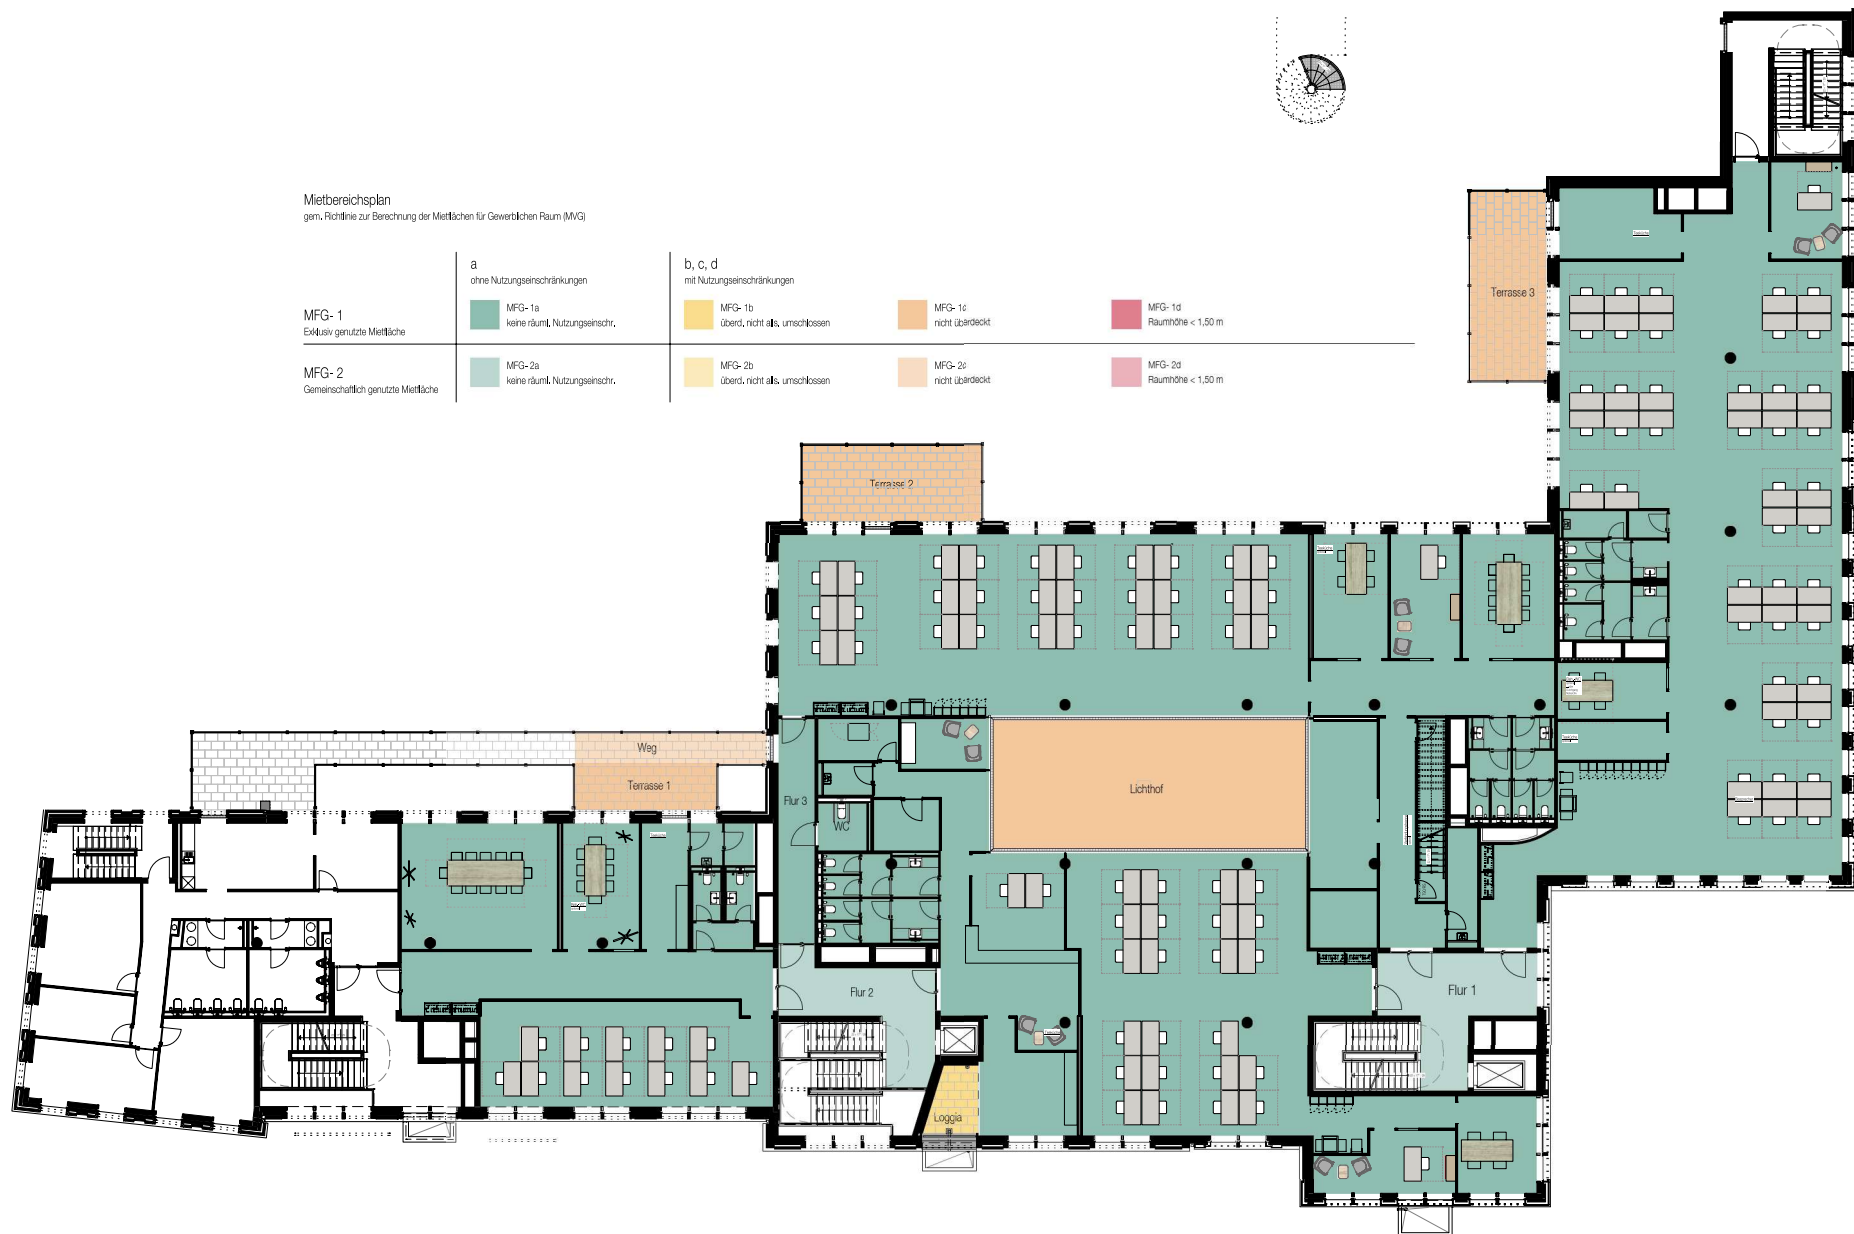 Mietbereichsplan
gem. Richtlinie zur Berechnung der Mietflächen für Gewerblichen Raum (MVG)
a
ohne Nutzungseinschränkungen
b, c, d
mit Nutzungseinschränkungen
MFG- 1
Exklusiv genutzte Mietfläche
MFG- 1a
keine räuml. Nutzungseinschr.
MFG- 1b
überd. nicht alls. umschlossen
MFG- 1c
nicht überdeckt
MFG- 1d
Raumhöhe < 1,50 m
MFG- 2
Gemeinschaftlich genutzte Mietfläche
MFG- 2a
keine räuml. Nutzungseinschr.
MFG- 2b
überd. nicht alls. umschlossen
MFG- 2c
nicht überdeckt
MFG- 2d
Raumhöhe < 1,50 m
Terrasse 3
Terrasse 2
Weg
Terrasse 1
Lichthof
Flur 3
WC
Flur 2
Flur 1
Loggia